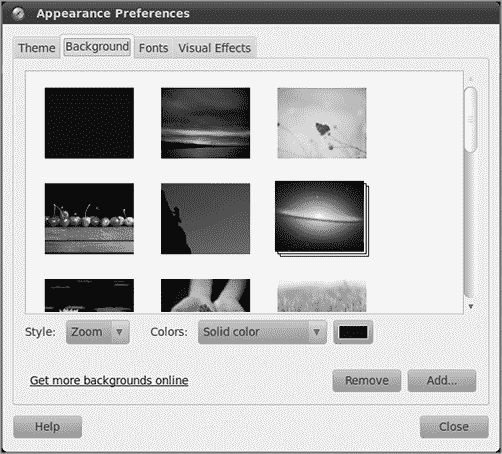 Appearance Preferences
Theme Background Fonts Visual Effects
Style: Zoom Colors: Solid color
Get more backgrounds online Remove Add...
Help Close